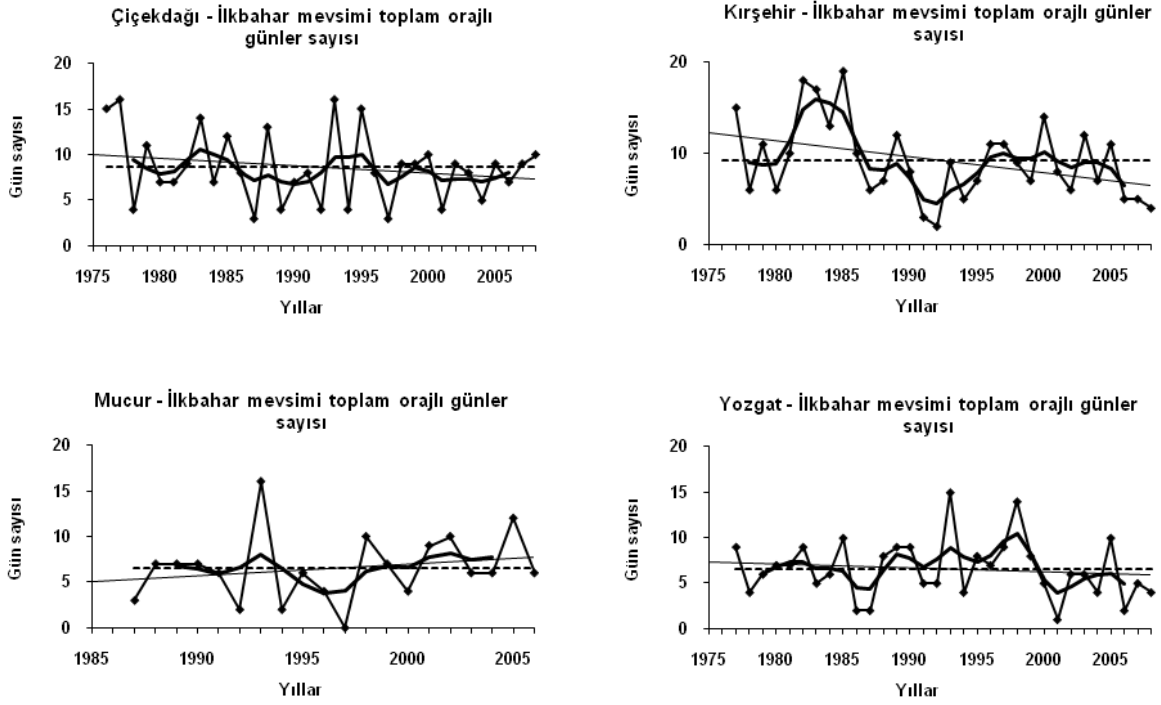 Çiçekdağı - İlkbahar mevsimi toplam orajlı
günler sayısı
Gün sayısı
20
15
10
5
0
1975 1980 1985 1990 1995 2000 2005
Yıllar
Kırşehir - İlkbahar mevsimi toplam orajlı günler
sayısı
Gün sayısı
20
10
0
1975 1980 1985 1990 1995 2000 2005
Yıllar
Mucur - İlkbahar mevsimi toplam orajlı günler
sayısı
Gün sayısı
20
15
10
5
0
1985 1990 1995 2000 2005
Yıllar
Yozgat - İlkbahar mevsimi toplam orajlı günler
sayısı
Gün sayısı
20
15
10
5
0
1975 1980 1985 1990 1995 2000 2005
Yıllar